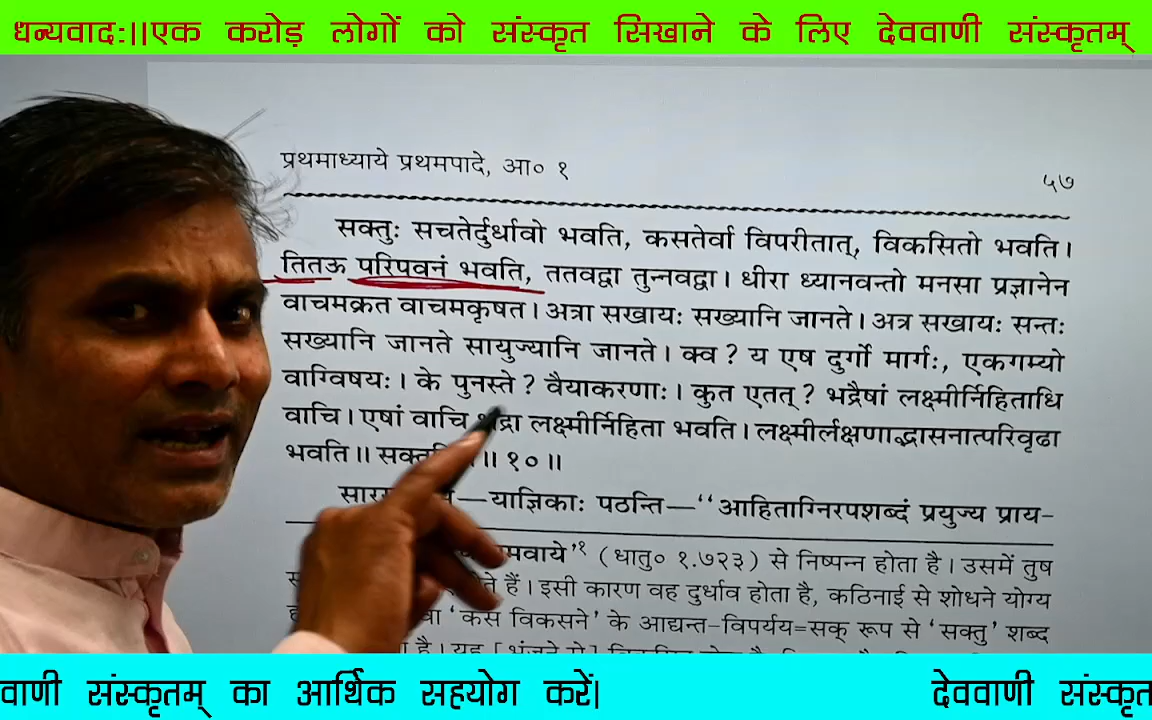 धन्यवादः।।एक करोड़ लोगों को संस्कृत सिखाने के लिए देववाणी संस्कृतम्
प्रथमाध्याये प्रथमपादे, आ० १
५७
सक्तुः सचतेर्दुर्धावो भवति, कसतेर्वा विपरीतात्, विकसितो भवति।
तितऊ परिपवनं भवति, ततवद्वा तुन्नवद्वा। धीरा ध्यानवन्तो मनसा प्रज्ञानेन
वाचमक्रत वाचमकृषत। अत्रा सखायः सख्यानि जानते। अत्र सखायः सन्तः
सख्यानि जानते सायुज्यानि जानते। क्व ? य एष दुर्गो मार्गः, एकगम्यो
वाग्विषयः। के पुनस्ते ? वैयाकरणाः। कुत एतत् ? भद्रैषां लक्ष्मीर्निहिताधि
वाचि। एषां वाचि भद्रा लक्ष्मीर्निहिता भवति। लक्ष्मीर्लक्षणाद्भासनात्परिवृढा
भवति॥ ॥ १०॥
—याज्ञिकाः पठन्ति—‘‘आहिताग्निरपशब्दं प्रयुज्य प्राय-
मवाये’१ (धातु० १.७२३) से निष्पन्न होता है। उसमें तुष
हैं। इसी कारण वह दुर्धाव होता है, कठिनाई से शोधने योग्य
‘कस विकसने’ के आद्यन्त-विपर्यय=सक् रूप से ‘सक्तु’ शब्द
वाणी संस्कृतम् का आर्थिक सहयोग करें।
देववाणी संस्कृत